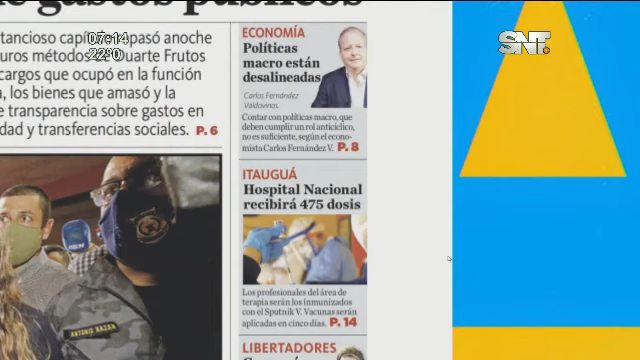 de gastos públicos
07:14
22°0
SNT
tancioso capít pasó anoche
uros métodos Duarte Frutos
cargos que ocupó en la función
a, los bienes que amasó y la
e transparencia sobre gastos en
dad y transferencias sociales. P. 6
ANTONIO BAZAN
ECONOMÍA
Políticas
macro están
desalineadas
Carlos Fernández
Valdovinos.
Contar con políticas macro, que
deben cumplir un rol anticíclico,
no es suficiente, según el econo-
mista Carlos Fernández V. P. 8
ITAUGUÁ
Hospital Nacional
recibirá 475 dosis
Los profesionales del área de
terapia serán los inmunizados
con el Sputnik V. Vacunas serán
aplicadas en cinco días. P. 14
LIBERTADORES